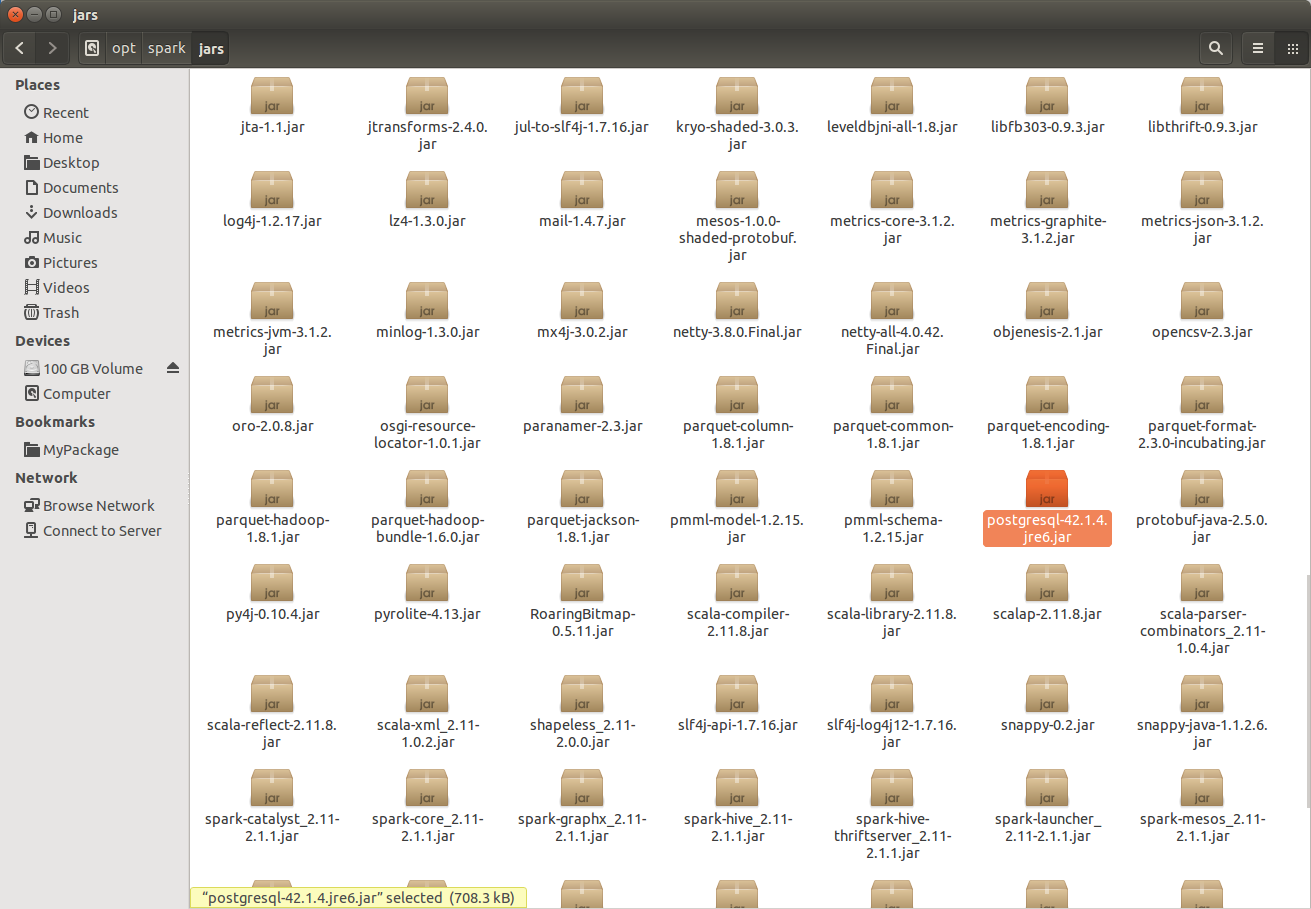 jars
opt spark jars
Places
Recent
Home
Desktop
Documents
Downloads
Music
Pictures
Videos
Trash
Devices
100 GB Volume
Computer
Bookmarks
MyPackage
Network
Browse Network
Connect to Server
jar jar jar jar jar jar jar
jta-1.1.jar jtransforms-2.4.0. jul-to-slf4j-1.7.16.jar kryo-shaded-3.0.3. leveldbjni-all-1.8.jar libfb303-0.9.3.jar libthrift-0.9.3.jar
jar jar
jar jar jar jar jar jar jar
log4j-1.2.17.jar lz4-1.3.0.jar mail-1.4.7.jar mesos-1.0.0- metrics-core-3.1.2. metrics-graphite- metrics-json-3.1.2.
shaded-protobuf. jar 3.1.2.jar jar
jar
jar jar jar jar jar jar jar
metrics-jvm-3.1.2. minlog-1.3.0.jar mx4j-3.0.2.jar netty-3.8.0.Final.jar netty-all-4.0.42. objenesis-2.1.jar opencsv-2.3.jar
jar Final.jar
jar jar jar jar jar jar jar
oro-2.0.8.jar osgi-resource- paranamer-2.3.jar parquet-column- parquet-common- parquet-encoding- parquet-format-
locator-1.0.1.jar 1.8.1.jar 1.8.1.jar 1.8.1.jar 2.3.0-incubating.jar
jar jar jar jar jar jar jar
parquet-hadoop- parquet-hadoop- parquet-jackson- pmml-model-1.2.15. pmml-schema- postgresql-42.1.4. protobuf-java-2.5.0.
1.8.1.jar bundle-1.6.0.jar 1.8.1.jar jar 1.2.15.jar jre6.jar jar
jar jar jar jar jar jar jar
py4j-0.10.4.jar pyrolite-4.13.jar RoaringBitmap- scala-compiler- scala-library-2.11.8. scalap-2.11.8.jar scala-parser-
0.5.11.jar 2.11.8.jar jar combinators_2.11-
1.0.4.jar
jar jar jar jar jar jar jar
scala-reflect-2.11.8. scala-xml_2.11- shapeless_2.11- slf4j-api-1.7.16.jar slf4j-log4j12-1.7.16. snappy-0.2.jar snappy-java-1.1.2.6.
jar 1.0.2.jar 2.0.0.jar jar jar
jar jar jar jar jar jar jar
spark-catalyst_2.11- spark-core_2.11- spark-graphx_2.11- spark-hive_2.11- spark-hive- spark-launcher_ spark-mesos_2.11-
2.1.1.jar 2.1.1.jar 2.1.1.jar 2.1.1.jar thriftserver_2.11- 11-2.1.1.jar 2.1.1.jar
2.1.1.jar
“postgresql-42.1.4.jre6.jar” selected (708.3 kB)